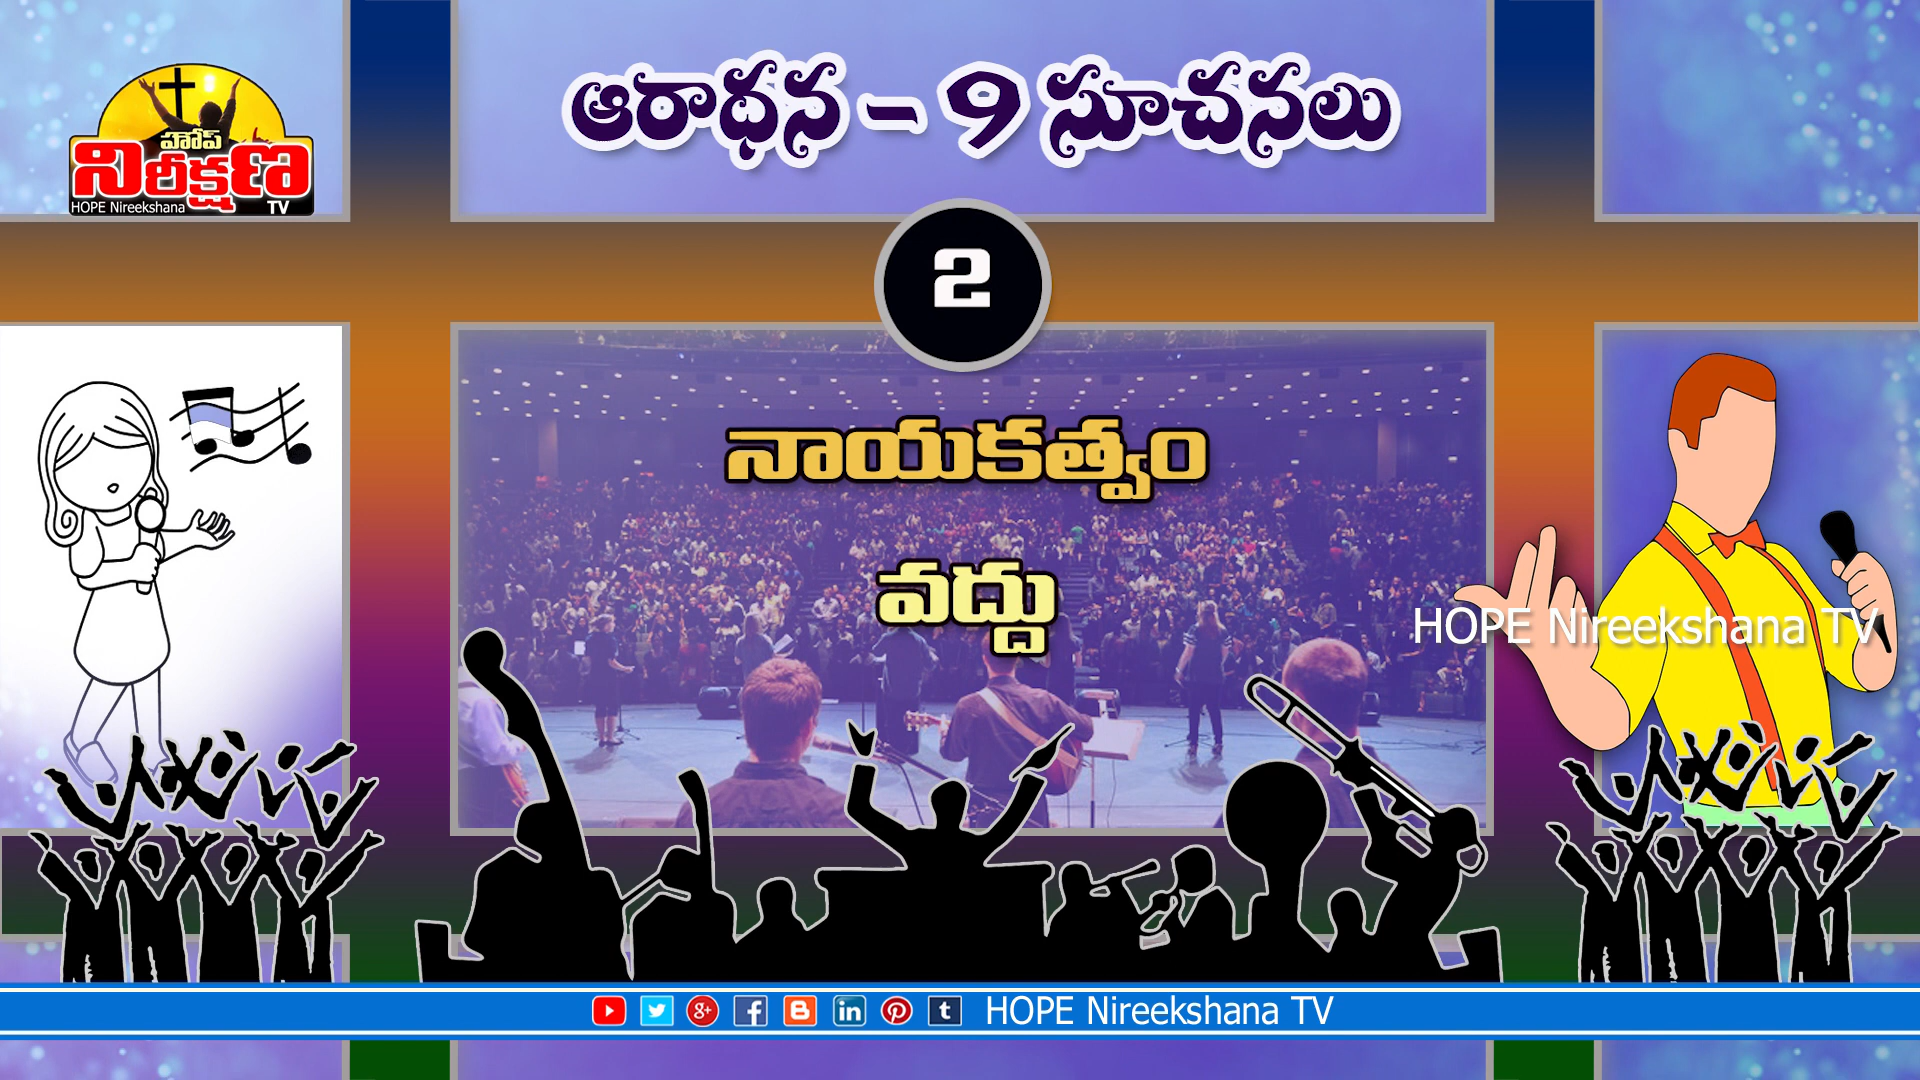 ఆరాధన - 9 సూచనలు
హోప్
నిరీక్షణ
HOPE Nireekshana TV
2
నాయకత్వం
వద్దు
HOPE Nireekshana TV
HOPE Nireekshana TV